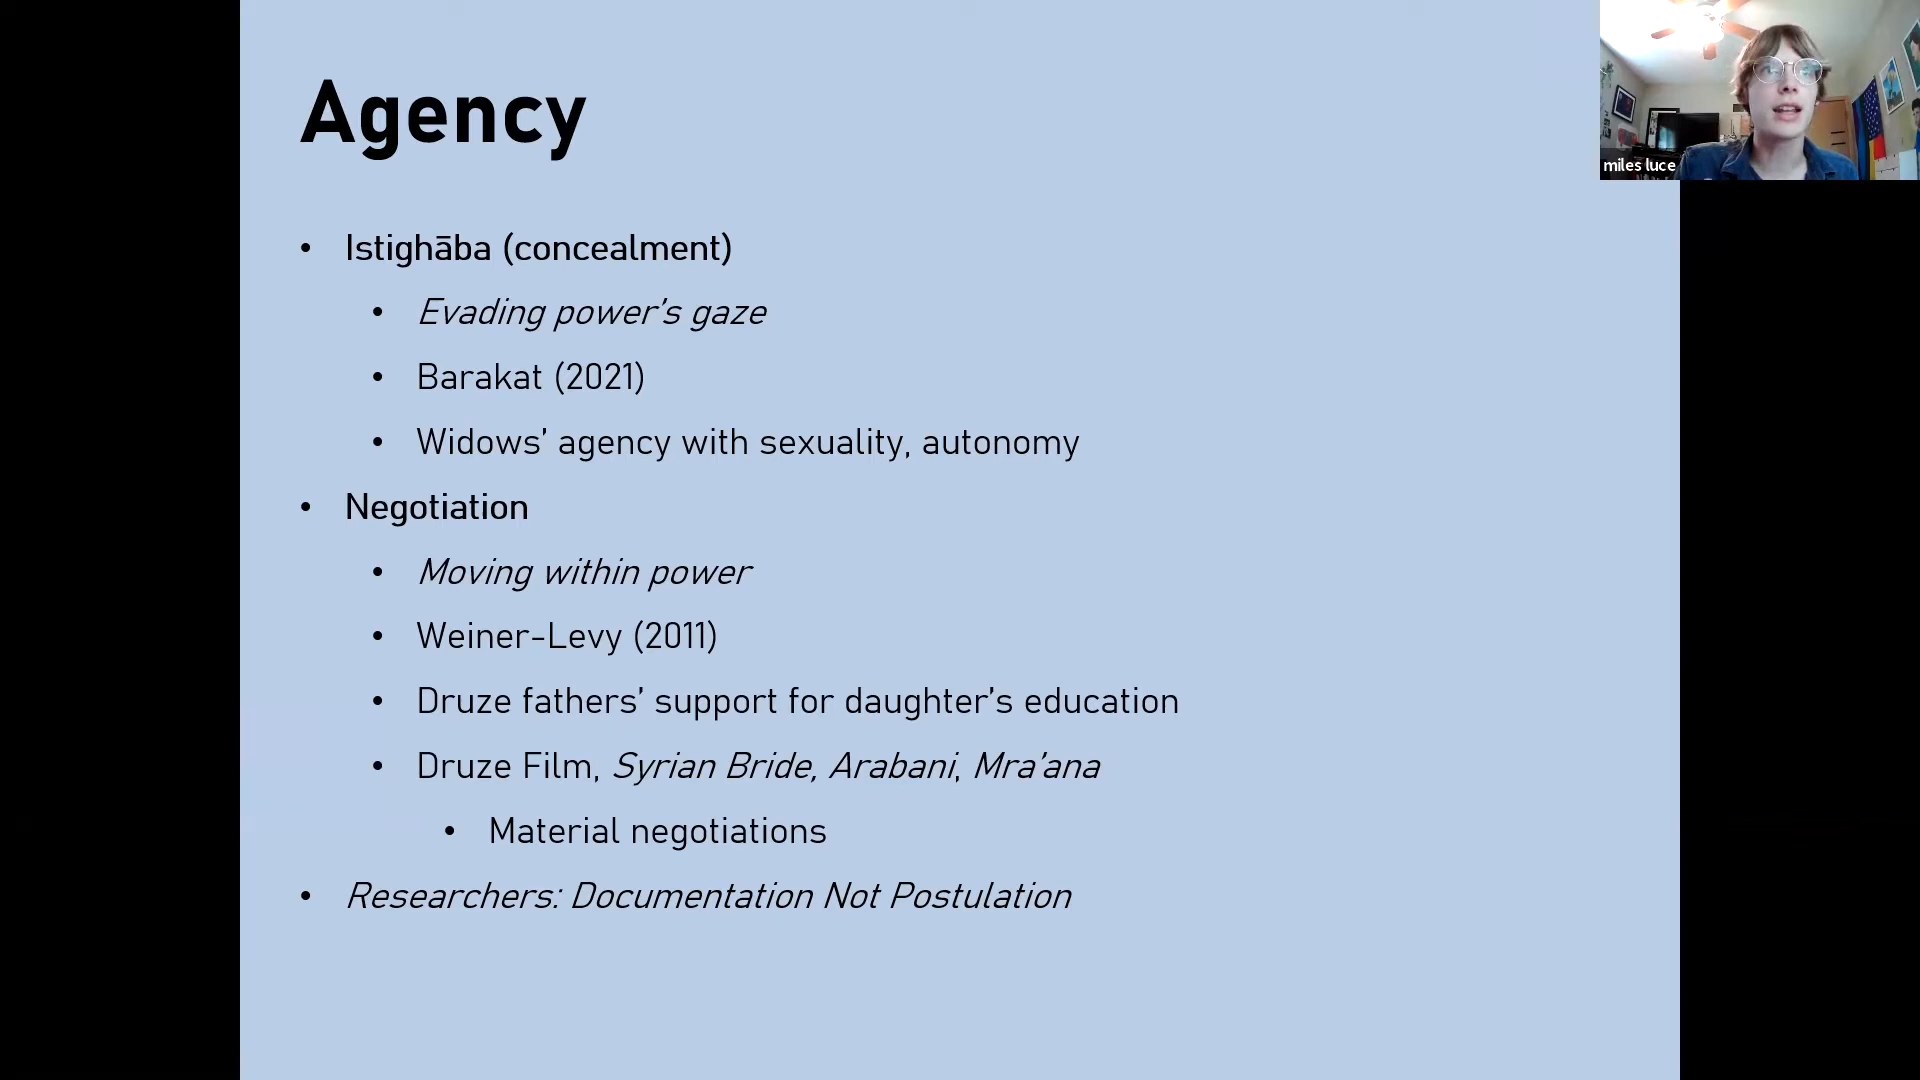 Agency
miles luce
• Istighāba (concealment)
• Evading power's gaze
• Barakat (2021)
• Widows' agency with sexuality, autonomy
• Negotiation
• Moving within power
• Weiner-Levy (2011)
• Druze fathers' support for daughter's education
• Druze Film, Syrian Bride, Arabani, Mra'ana
• Material negotiations
• Researchers: Documentation Not Postulation